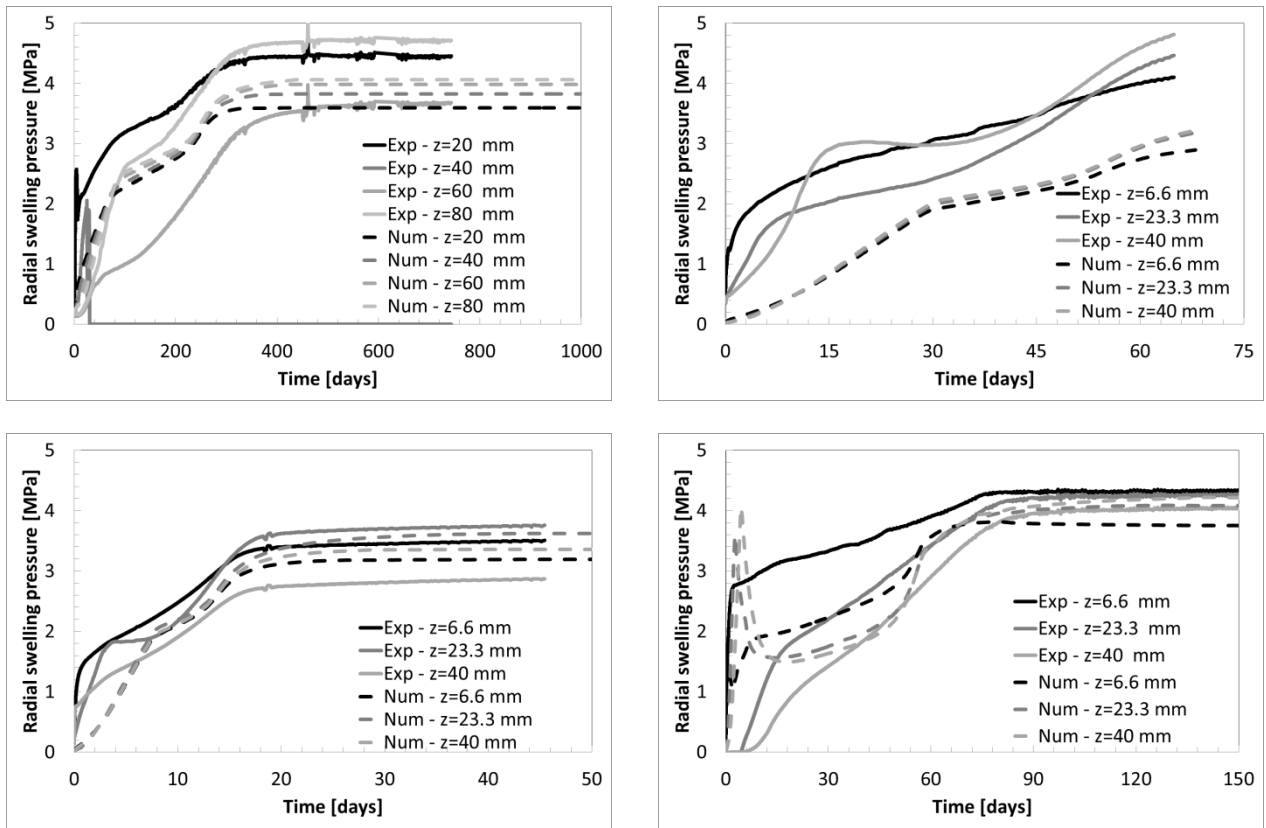 5
4
3
2
1
0
Radial swelling pressure [MPa]
Exp - z=20 mm
Exp - z=40 mm
Exp - z=60 mm
Exp - z=80 mm
Num - z=20 mm
Num - z=40 mm
Num - z=60 mm
Num - z=80 mm
0 200 400 600 800 1000
Time [days]
5
4
3
2
1
0
Radial swelling pressure [MPa]
Exp - z=6.6 mm
Exp - z=23.3 mm
Exp - z=40 mm
Num - z=6.6 mm
Num - z=23.3 mm
Num - z=40 mm
0 15 30 45 60 75
Time [days]
5
4
3
2
1
0
Radial swelling pressure [MPa]
Exp - z=6.6 mm
Exp - z=23.3 mm
Exp - z=40 mm
Num - z=6.6 mm
Num - z=23.3 mm
Num - z=40 mm
0 10 20 30 40 50
Time [days]
5
4
3
2
1
0
Radial swelling pressure [MPa]
Exp - z=6.6 mm
Exp - z=23.3 mm
Exp - z=40 mm
Num - z=6.6 mm
Num - z=23.3 mm
Num - z=40 mm
0 30 60 90 120 150
Time [days]